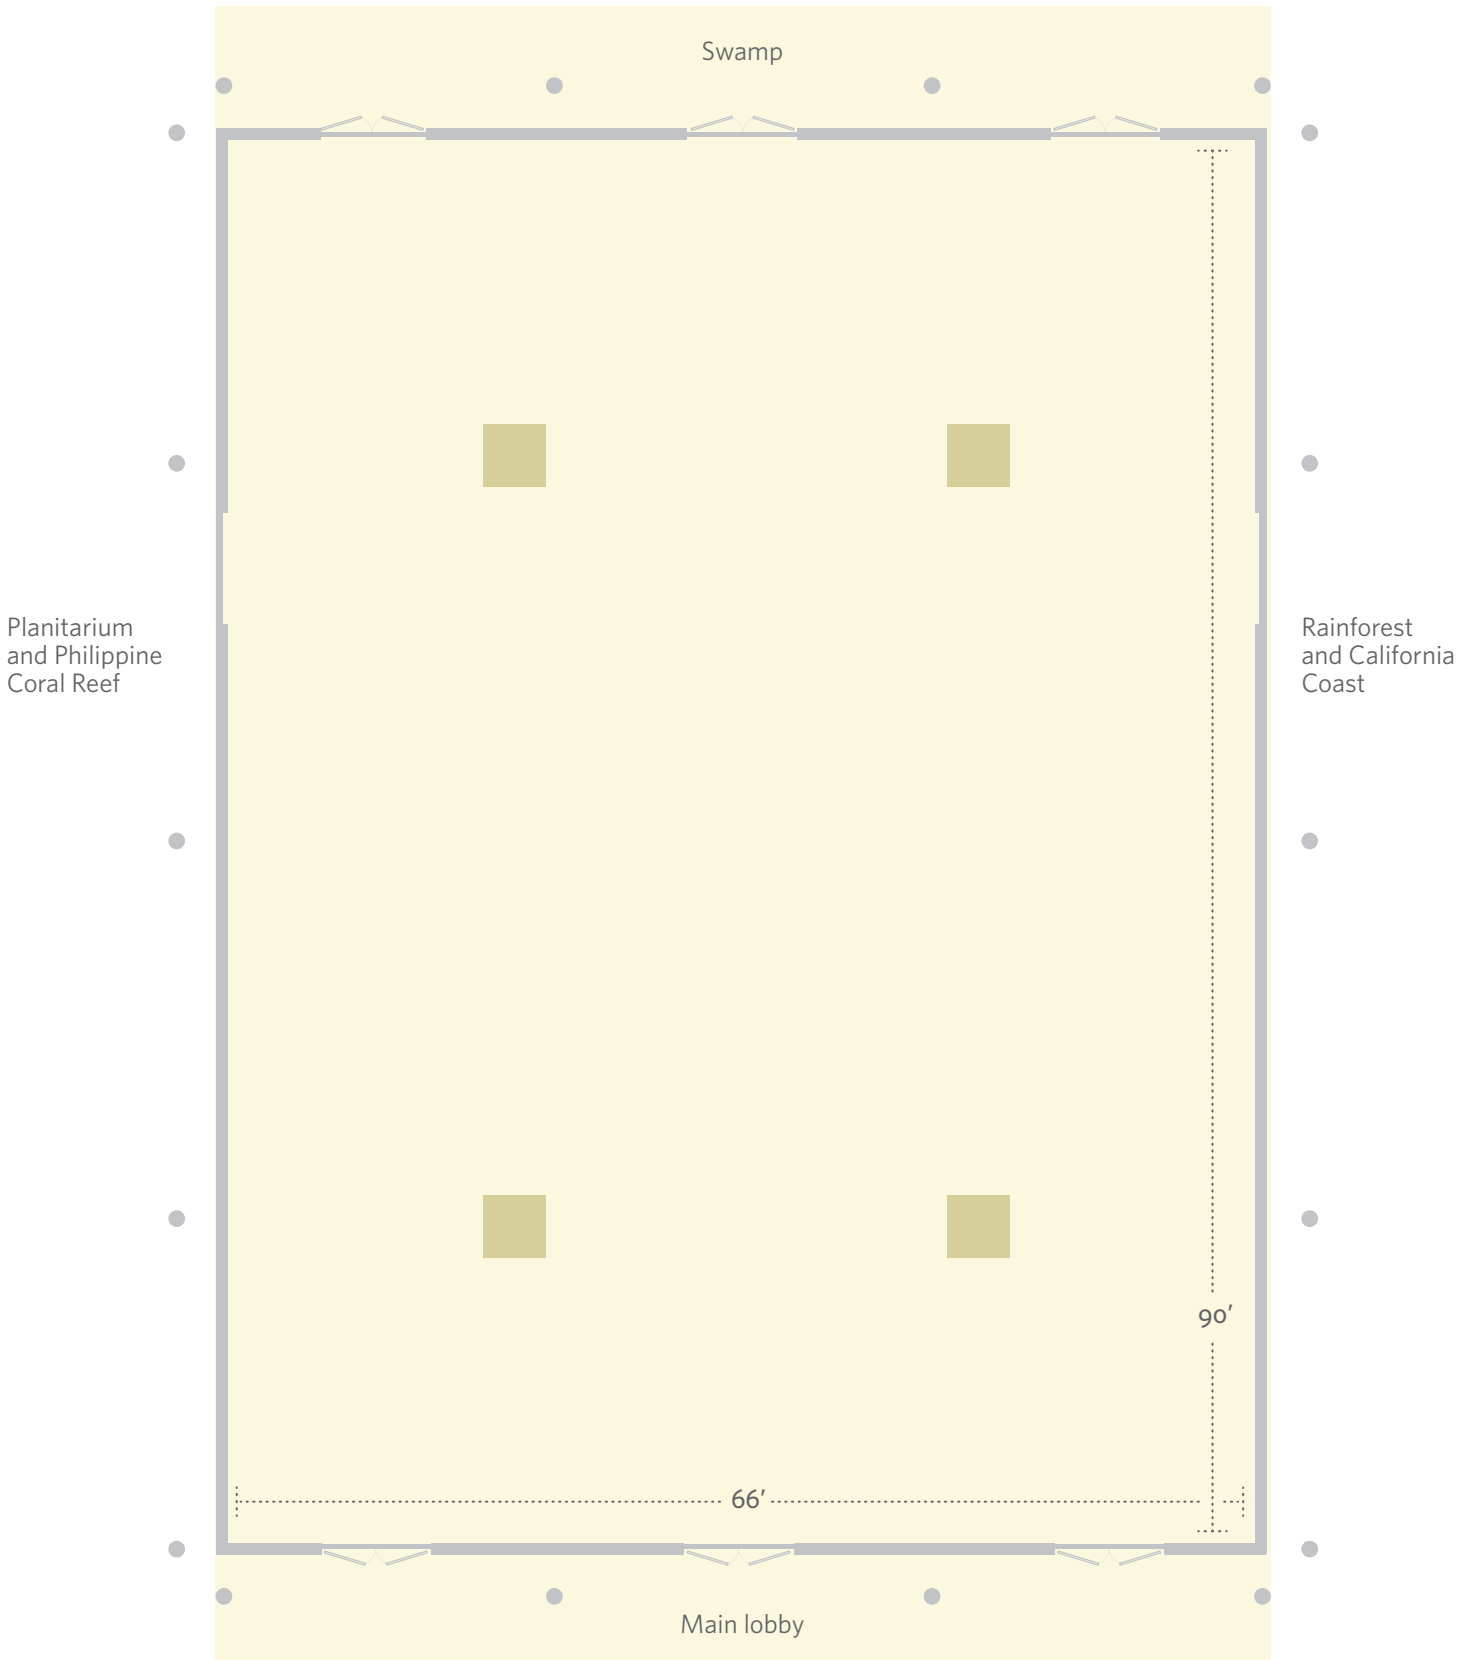 Swamp
Planitarium
and Philippine
Coral Reef
Rainforest
and California
Coast
90′
66′
Main lobby